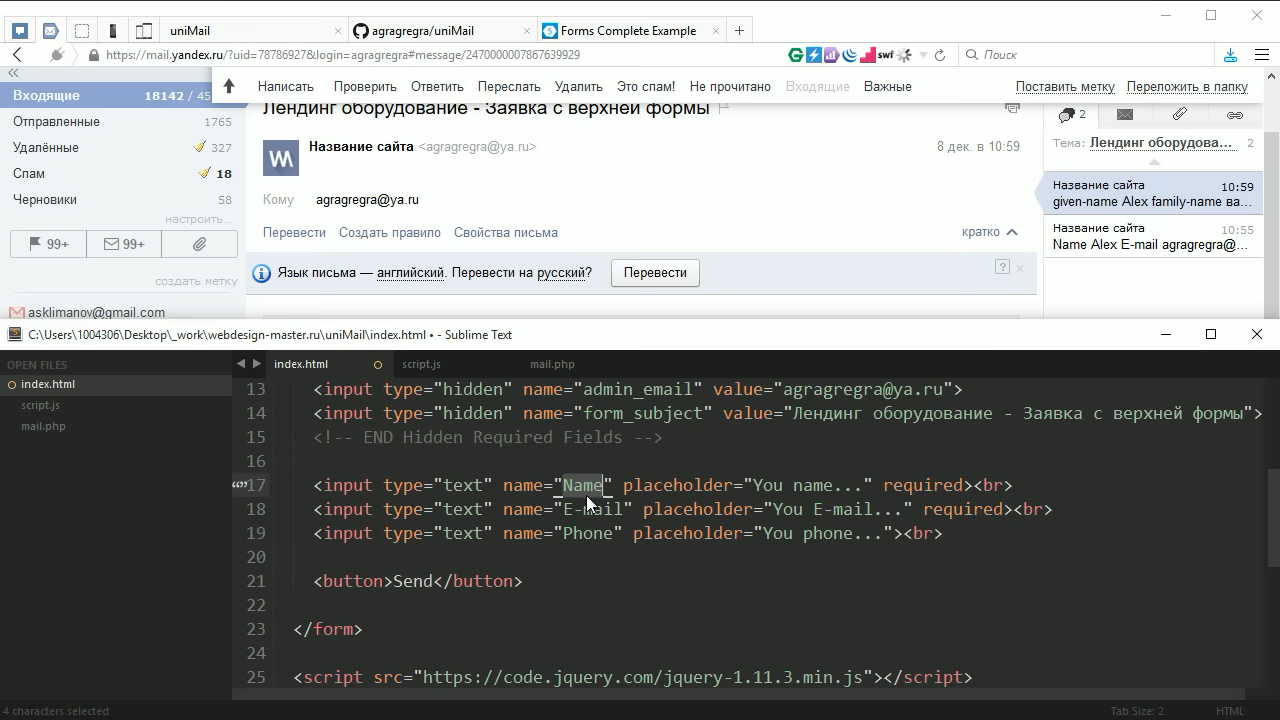 uniMail × agragregra/uniMail × Forms Complete Example × +
https://mail.yandex.ru/?uid=78786927&login=agragregra#message/2470000007867639929 swf Поиск
Написать Проверить Ответить Переслать Удалить Это спам! Не прочитано Входящие Важные Поставить метку Переложить в папку
Входящие 18142 / 45
Отправленные 1765
Удалённые 327
Спам 18
Черновики 58
настроить...
99+ 99+
создать метку
asklimanov@gmail.com
Лендинг оборудование - Заявка с верхней формы
Название сайта <agragregra@ya.ru> 8 дек. в 10:59
Кому agragregra@ya.ru
Перевести Создать правило Свойства письма кратко
Язык письма — английский. Перевести на русский? Перевести ? ×
2
Тема: Лендинг оборудова... 2
Название сайта 10:59
given-name Alex family-name ва...
Название сайта 10:55
Name Alex E-mail agragregra@...
C:\Users\1004306\Desktop\_work\webdesign-master.ru\uniMail\index.html • - Sublime Text
OPEN FILES
index.html
script.js
mail.php
index.html script.js mail.php
13 <input type="hidden" name="admin_email" value="agragregra@ya.ru">
14 <input type="hidden" name="form_subject" value="Лендинг оборудование - Заявка с верхней формы">
15 <!-- END Hidden Required Fields -->
16
17 <input type="text" name="Name" placeholder="You name..." required><br>
18 <input type="text" name="E-mail" placeholder="You E-mail..." required><br>
19 <input type="text" name="Phone" placeholder="You phone..."><br>
20
21 <button>Send</button>
22
23 </form>
24
25 <script src="https://code.jquery.com/jquery-1.11.3.min.js"></script>
4 characters selected Tab Size: 2 HTML